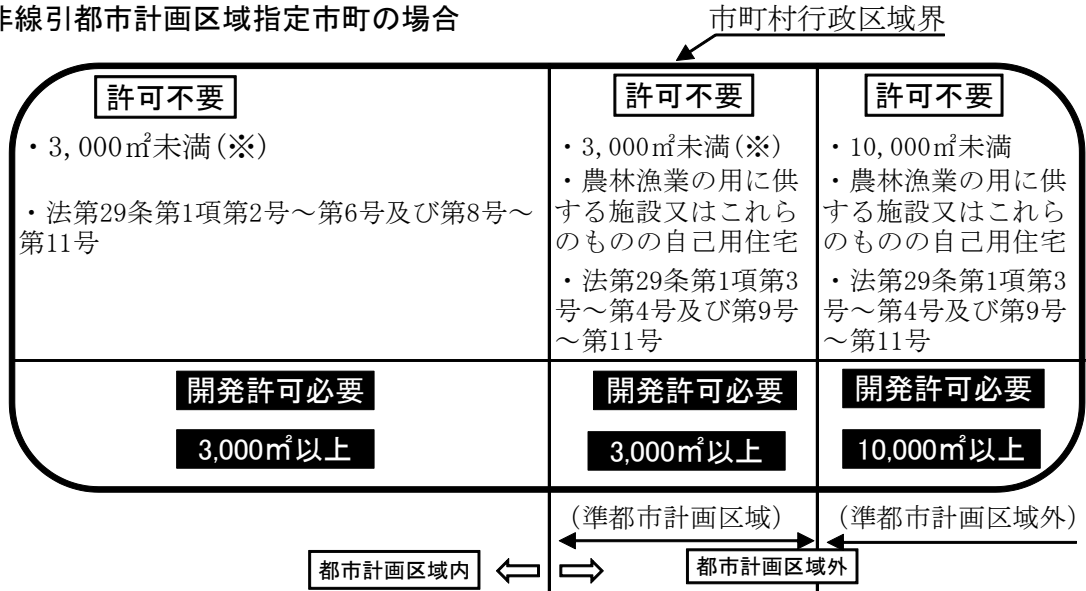 非線引都市計画区域指定市町の場合
市町村行政区域界
許可不要
・3,000㎡未満(※)
・法第29条第1項第2号～第6号及び第8号～
第11号
許可不要
・3,000㎡未満(※)
・農林漁業の用に供
する施設又はこれら
のものの自己用住宅
・法第29条第1項第3
号～第4号及び第9号
～第11号
許可不要
・10,000㎡未満
・農林漁業の用に供
する施設又はこれら
のものの自己用住宅
・法第29条第1項第3
号～第4号及び第9号
～第11号
開発許可必要
3,000㎡以上
開発許可必要
3,000㎡以上
開発許可必要
10,000㎡以上
(準都市計画区域)
(準都市計画区域外)
都市計画区域内
都市計画区域外